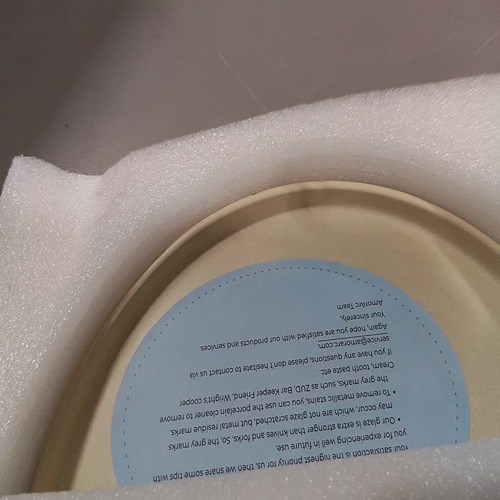 your satisfaction is the highest priority for us, then we share some tips with
you for experiencing well in future use.
• Our glaze is extra stronger than knives and forks. So, the grey marks
may occur, which are not glaze scratched, but metal residual marks.
• To remove metallic stains, you can use the porcelain cleaner to remove
the grey marks, such as ZUD, Bar Keeper Friend, Wright's cooper
Cream, tooth paste etc.
If you have any questions, please don't hesitate to contact us via
service@amorarc.com.
Again, hope you are satisfied with our products and services
Your sincerely,
AmorArc Team